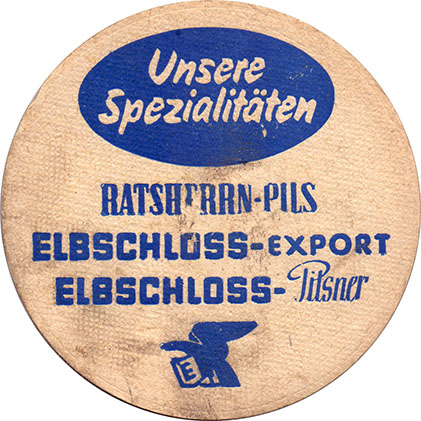 Unsere
Spezialitäten
RATSHERRN-PILS
ELBSCHLOSS-EXPORT
ELBSCHLOSS-Pilsner
E